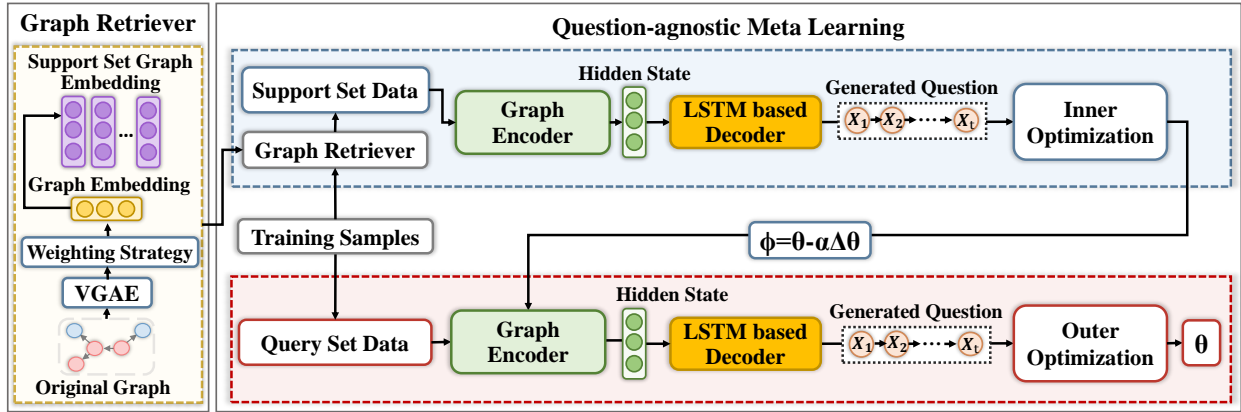 Graph Retriever
Support Set Graph
Embedding
...
Graph Embedding
Weighting Strategy
VGAE
Original Graph
Question-agnostic Meta Learning
Support Set Data
Graph Retriever
Training Samples
Graph
Encoder
Hidden State
LSTM based
Decoder
Generated Question
X₁ X₂ ···· Xₜ
Inner
Optimization
ϕ=θ-αΔθ
Query Set Data
Graph
Encoder
Hidden State
LSTM based
Decoder
Generated Question
X₁ X₂ ···· Xₜ
Outer
Optimization
θ